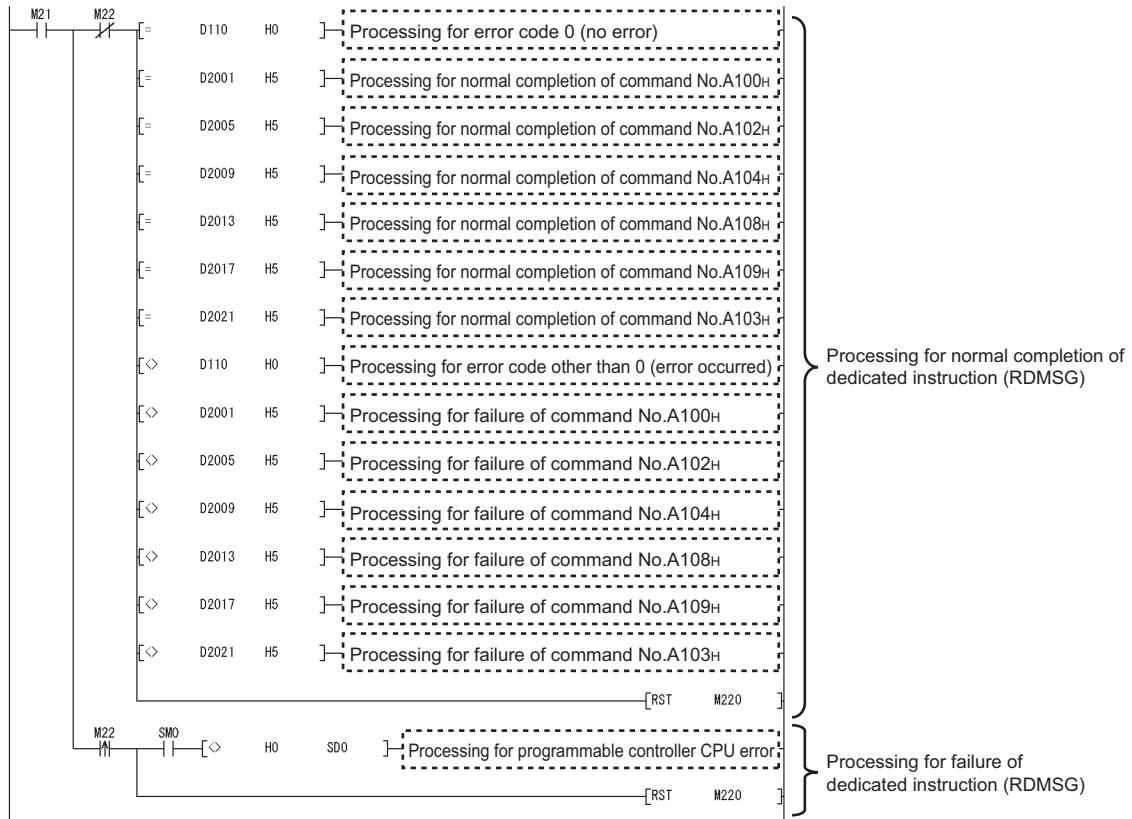 M21 M22
[= D110 H0 ] Processing for error code 0 (no error)
[= D2001 H5 ] Processing for normal completion of command No.A100H
[= D2005 H5 ] Processing for normal completion of command No.A102H
[= D2009 H5 ] Processing for normal completion of command No.A104H
[= D2013 H5 ] Processing for normal completion of command No.A108H
[= D2017 H5 ] Processing for normal completion of command No.A109H
[= D2021 H5 ] Processing for normal completion of command No.A103H
[<> D110 H0 ] Processing for error code other than 0 (error occurred)
Processing for normal completion of
dedicated instruction (RDMSG)
[<> D2001 H5 ] Processing for failure of command No.A100H
[<> D2005 H5 ] Processing for failure of command No.A102H
[<> D2009 H5 ] Processing for failure of command No.A104H
[<> D2013 H5 ] Processing for failure of command No.A108H
[<> D2017 H5 ] Processing for failure of command No.A109H
[<> D2021 H5 ] Processing for failure of command No.A103H
[RST M220 ]
M22 SM0
[<> H0 SD0 ] Processing for programmable controller CPU error
Processing for failure of
dedicated instruction (RDMSG)
[RST M220 ]